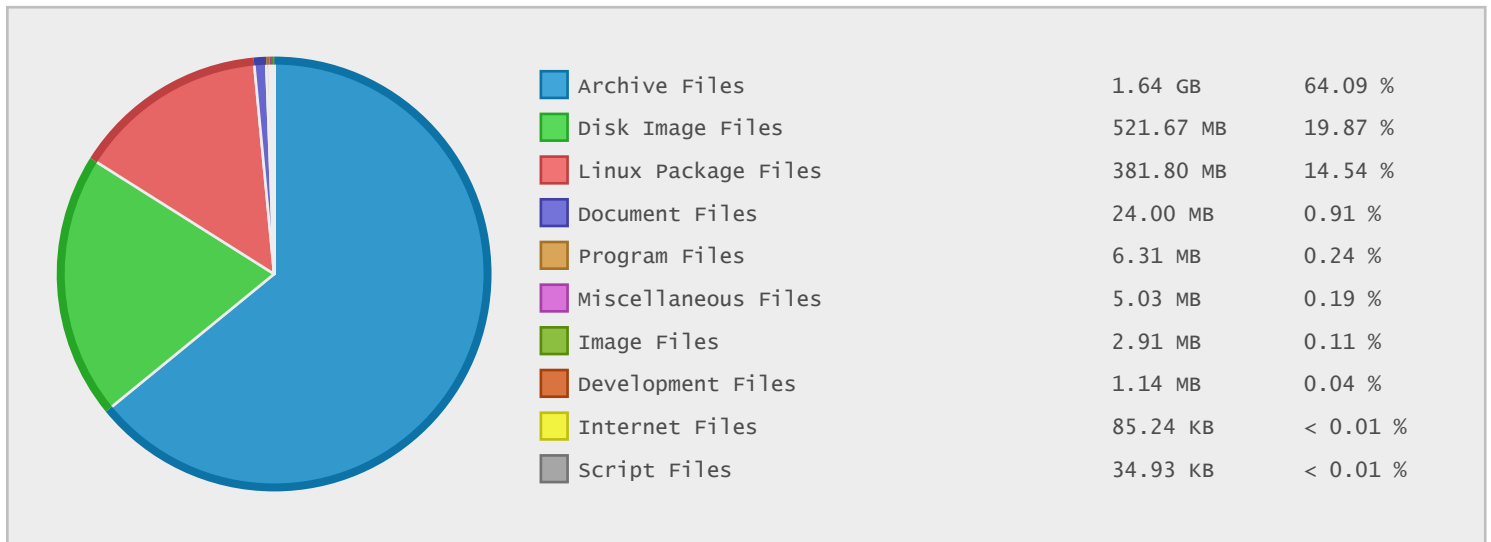 Archive Files 1.64 GB 64.09 %
Disk Image Files 521.67 MB 19.87 %
Linux Package Files 381.80 MB 14.54 %
Document Files 24.00 MB 0.91 %
Program Files 6.31 MB 0.24 %
Miscellaneous Files 5.03 MB 0.19 %
Image Files 2.91 MB 0.11 %
Development Files 1.14 MB 0.04 %
Internet Files 85.24 KB < 0.01 %
Script Files 34.93 KB < 0.01 %